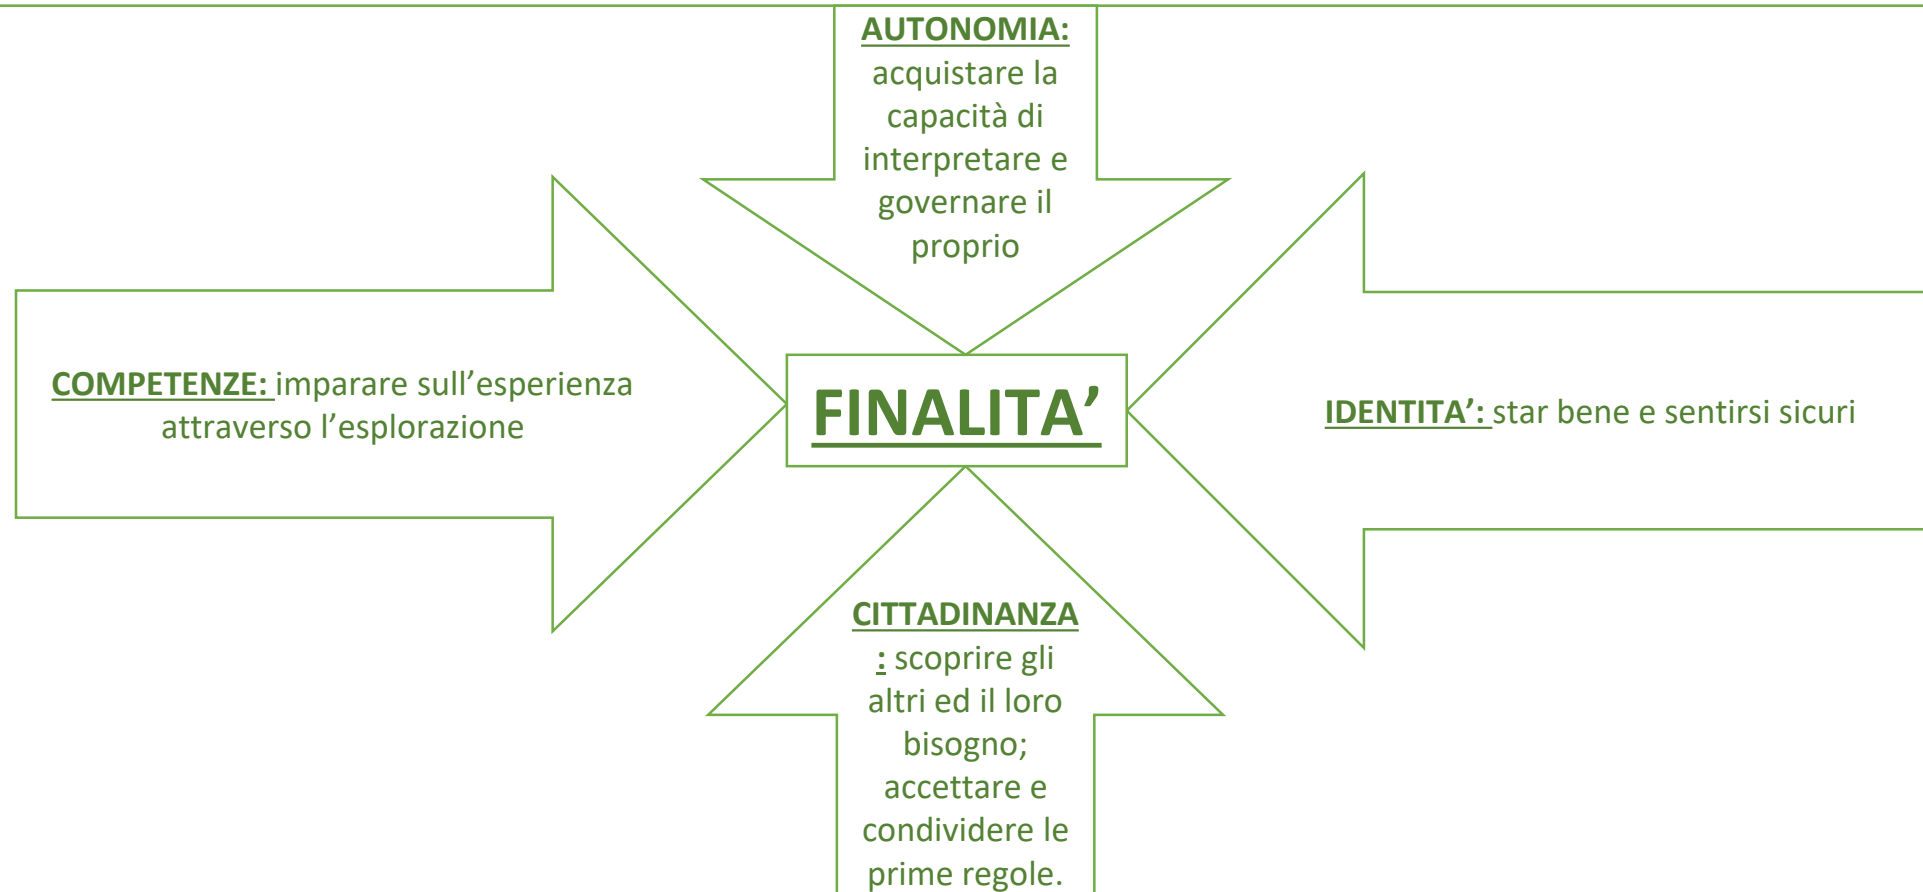 AUTONOMIA:
acquistare la
capacità di
interpretare e
governare il
proprio
COMPETENZE: imparare sull’esperienza
attraverso l’esplorazione
FINALITA’
IDENTITA’: star bene e sentirsi sicuri
CITTADINANZA
: scoprire gli
altri ed il loro
bisogno;
accettare e
condividere le
prime regole.